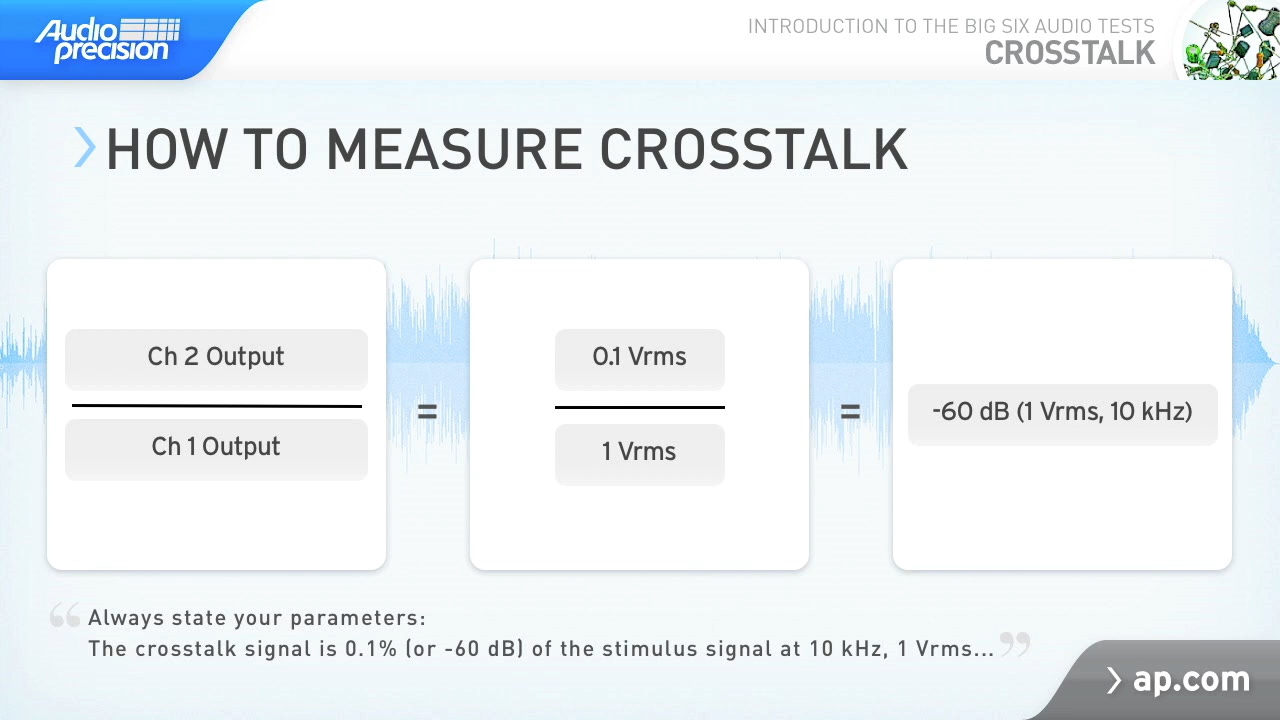 Audio
precision
INTRODUCTION TO THE BIG SIX AUDIO TESTS
CROSSTALK
HOW TO MEASURE CROSSTALK
Ch 2 Output
Ch 1 Output
=
0.1 Vrms
1 Vrms
=
-60 dB (1 Vrms, 10 kHz)
“ Always state your parameters:
The crosstalk signal is 0.1% (or -60 dB) of the stimulus signal at 10 kHz, 1 Vrms... ”
ap.com